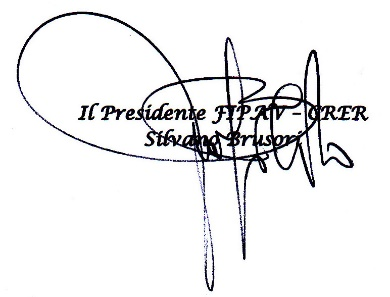 Il Presidente FIPAV – CRER
Silvano Brusori